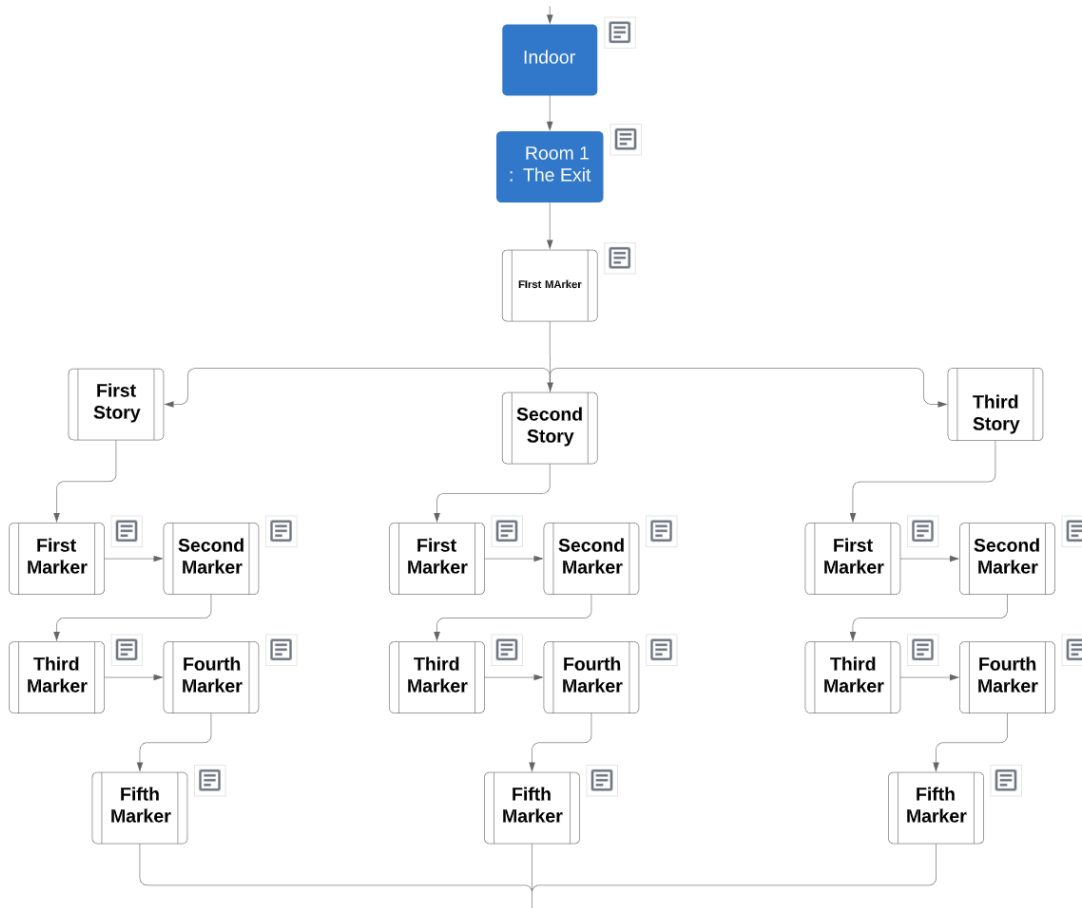 Indoor
Room 1
: The Exit
FIrst MArker
First
Story
Second
Story
Third
Story
First
Marker
Second
Marker
First
Marker
Second
Marker
First
Marker
Second
Marker
Third
Marker
Fourth
Marker
Third
Marker
Fourth
Marker
Third
Marker
Fourth
Marker
Fifth
Marker
Fifth
Marker
Fifth
Marker